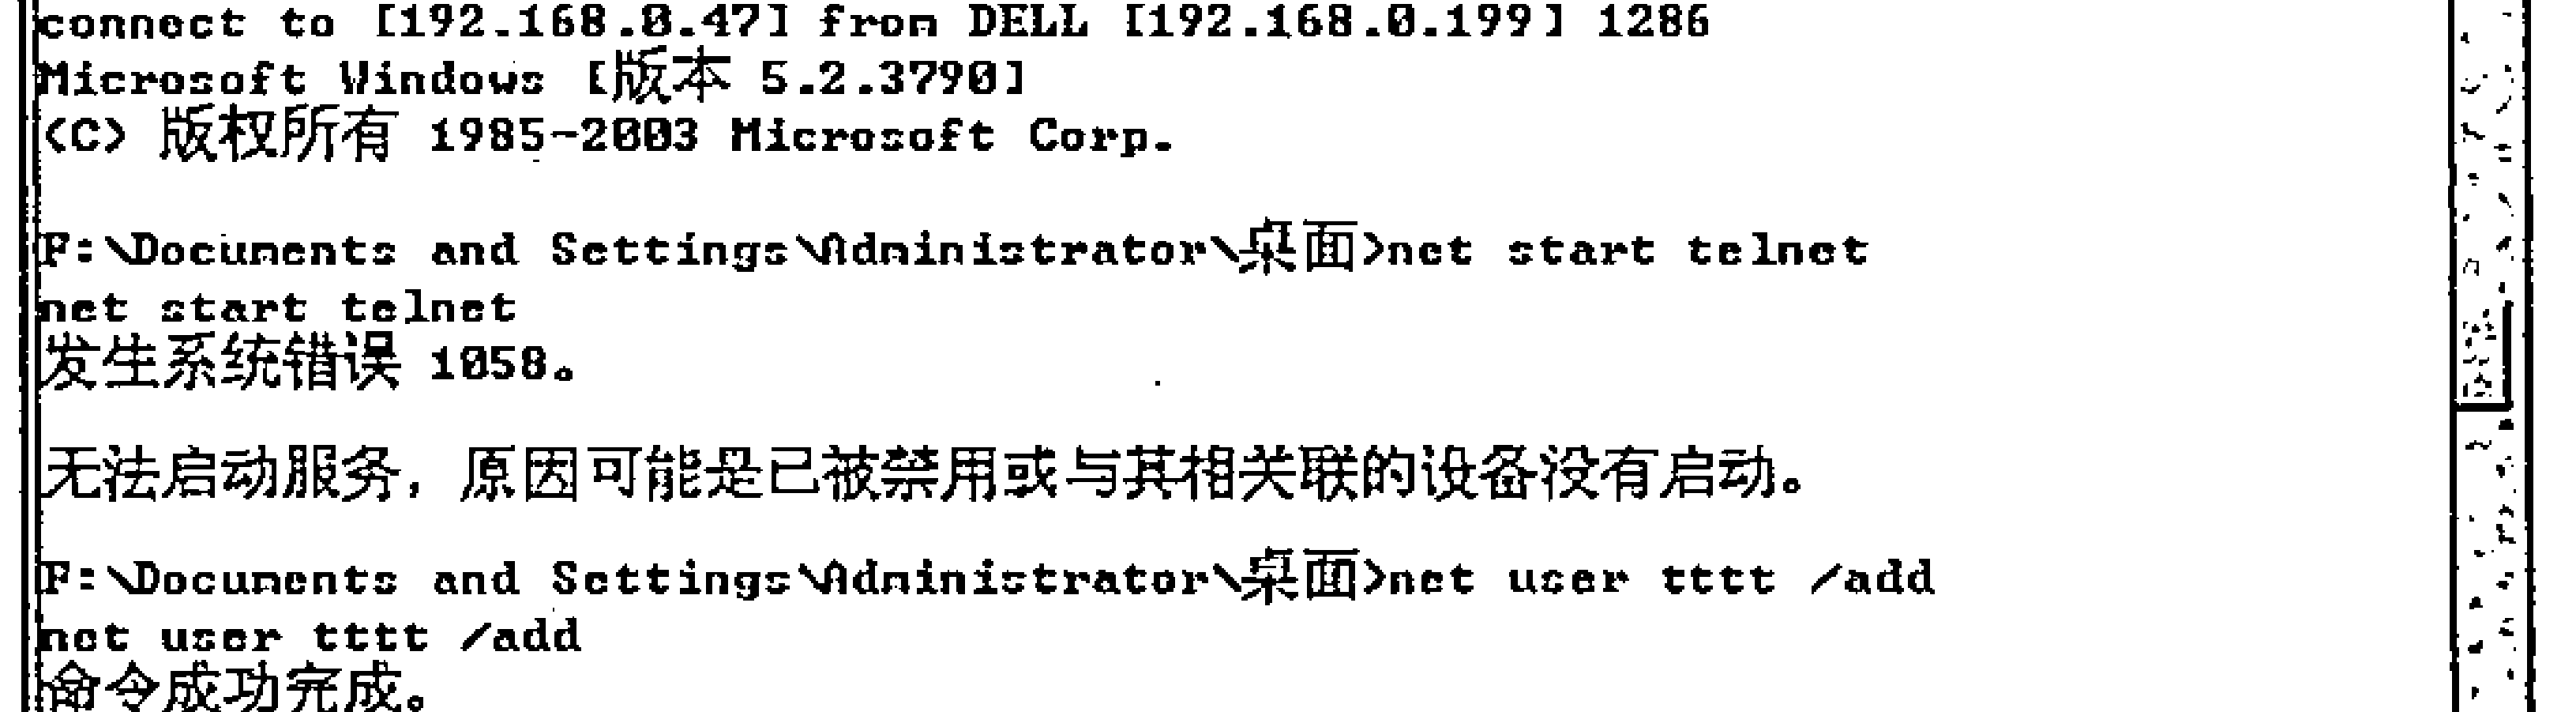 connect to [192.168.0.47] from DELL [192.168.0.199] 1286
Microsoft Windows [版本 5.2.3790]
(C) 版权所有 1985-2003 Microsoft Corp.
F:\Documents and Settings\Administrator\桌面>net start telnet
net start telnet
发生系统错误 1058。
无法启动服务，原因可能是已被禁用或与其相关联的设备没有启动。
F:\Documents and Settings\Administrator\桌面>net user tttt /add
net user tttt /add
命令成功完成。